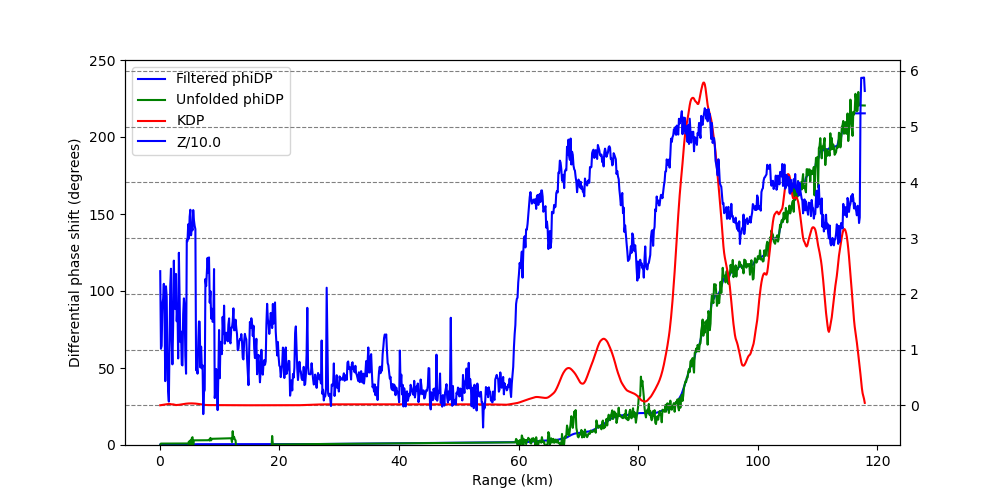 Filtered phiDP
Unfolded phiDP
KDP
Z/10.0
Differential phase shift (degrees)
250
200
150
100
50
0
6
5
4
3
2
1
0
0 20 40 60 80 100 120
Range (km)